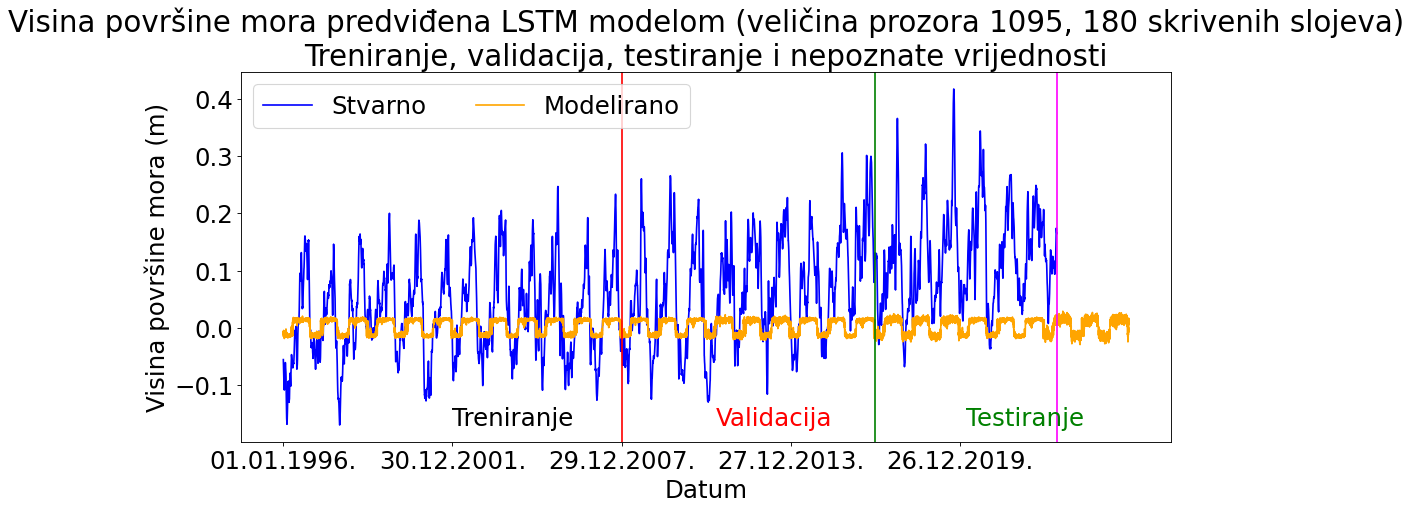 Visina površine mora predviđena LSTM modelom (veličina prozora 1095, 180 skrivenih slojeva)
Treniranje, validacija, testiranje i nepoznate vrijednosti
Stvarno
Modelirano
Visina površine mora (m)
0.4
0.3
0.2
0.1
0.0
−0.1
Treniranje
Validacija
Testiranje
01.01.1996.
30.12.2001.
29.12.2007.
27.12.2013.
26.12.2019.
Datum